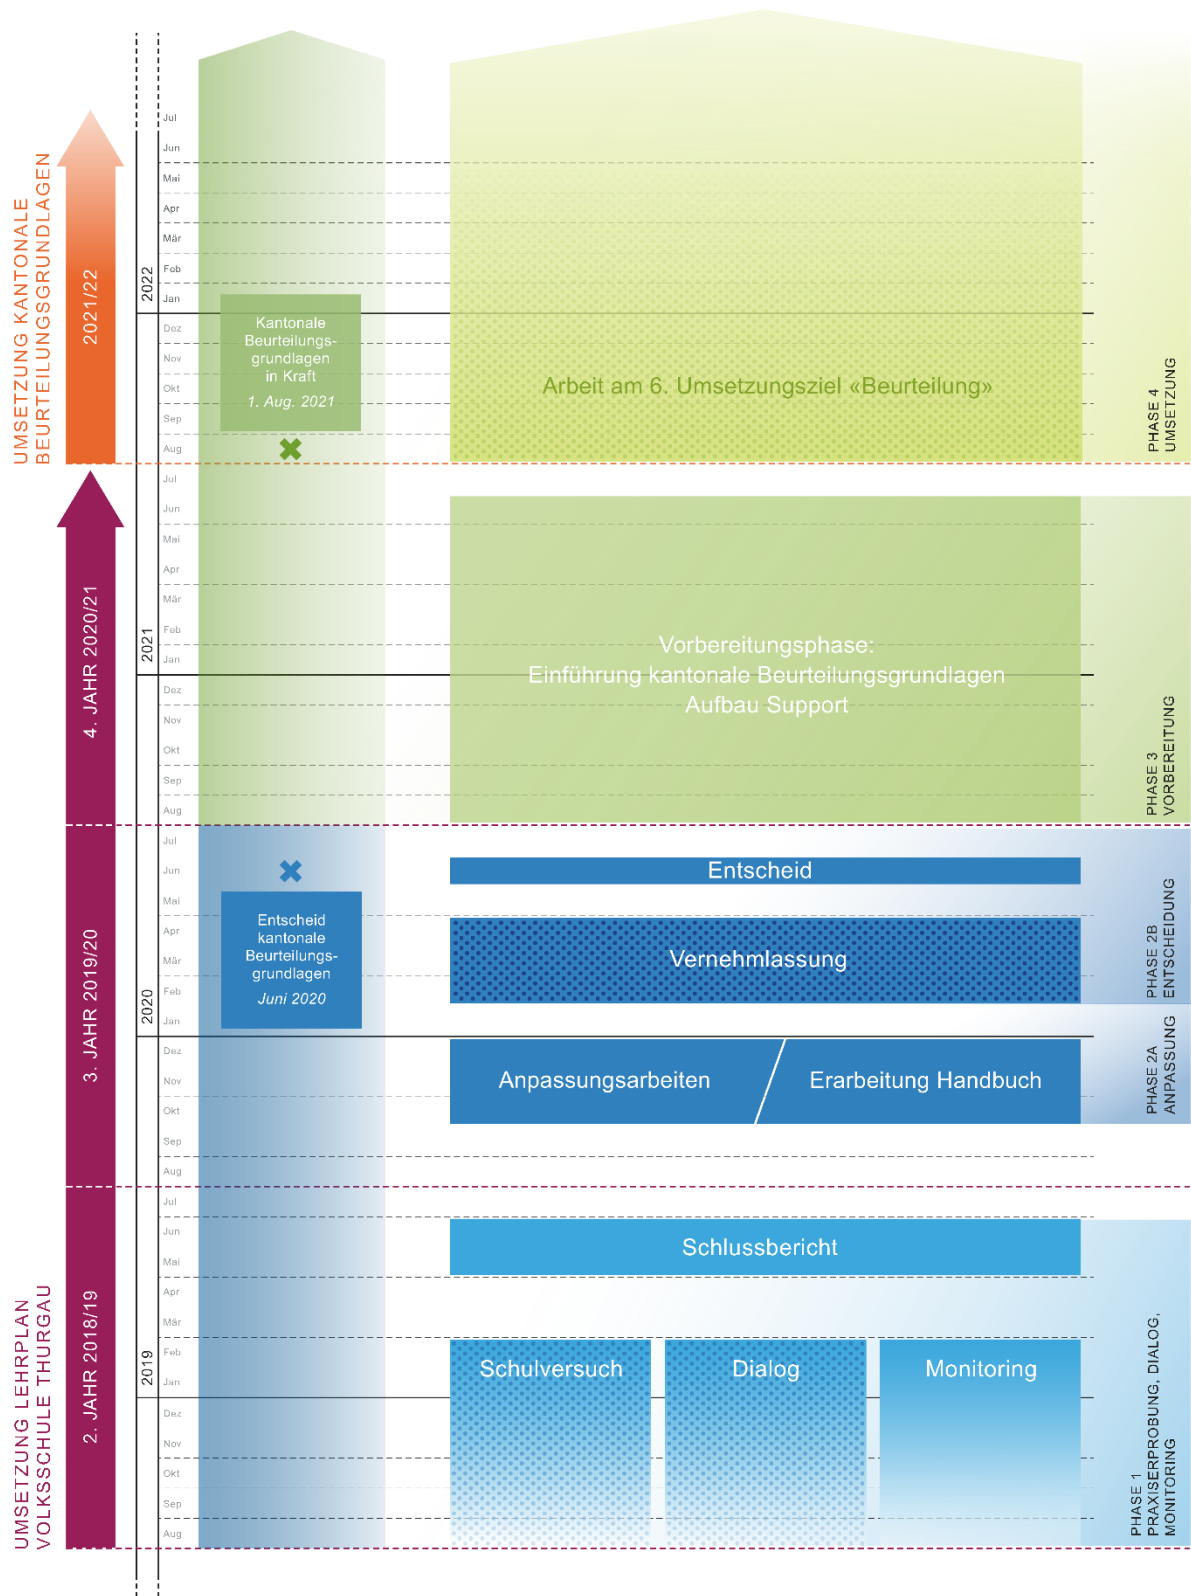 UMSETZUNG KANTONALE
BEURTEILUNGSGRUNDLAGEN
2021/22
2022
Jul
Jun
Mai
Apr
Mär
Feb
Jan
Dez
Nov
Okt
Sep
Aug
Kantonale
Beurteilungs-
grundlagen
in Kraft
1. Aug. 2021
Arbeit am 6. Umsetzungsziel «Beurteilung»
PHASE 4
UMSETZUNG
4. JAHR 2020/21
2021
Jul
Jun
Mai
Apr
Mär
Feb
Jan
Dez
Nov
Okt
Sep
Aug
Vorbereitungsphase:
Einführung kantonale Beurteilungsgrundlagen
Aufbau Support
PHASE 3
VORBEREITUNG
3. JAHR 2019/20
2020
Jul
Jun
Mai
Apr
Mär
Feb
Jan
Dez
Nov
Okt
Sep
Aug
Entscheid
kantonale
Beurteilungs-
grundlagen
Juni 2020
Entscheid
Vernehmlassung
PHASE 2B
ENTSCHEIDUNG
Anpassungsarbeiten
Erarbeitung Handbuch
PHASE 2A
ANPASSUNG
UMSETZUNG LEHRPLAN
VOLKSSCHULE THURGAU
2. JAHR 2018/19
2019
Jul
Jun
Mai
Apr
Mär
Feb
Jan
Dez
Nov
Okt
Sep
Aug
Schlussbericht
Schulversuch
Dialog
Monitoring
PHASE 1
PRAXISERPROBUNG, DIALOG,
MONITORING